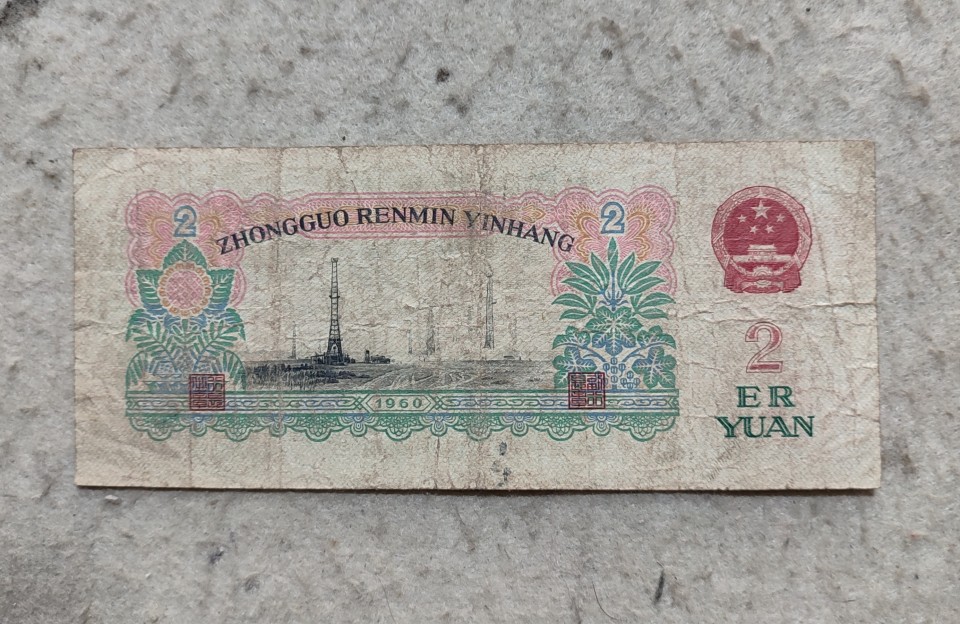 2
2
ZHONGGUO RENMIN YINHANG
1960
2
ER
YUAN